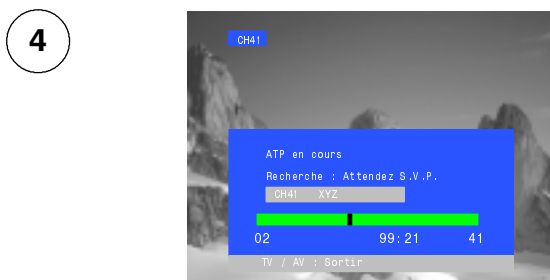 4
CH41
ATP en cours
Recherche : Attendez S.V.P.
CH41 XYZ
02 99:21 41
TV / AV : Sortir